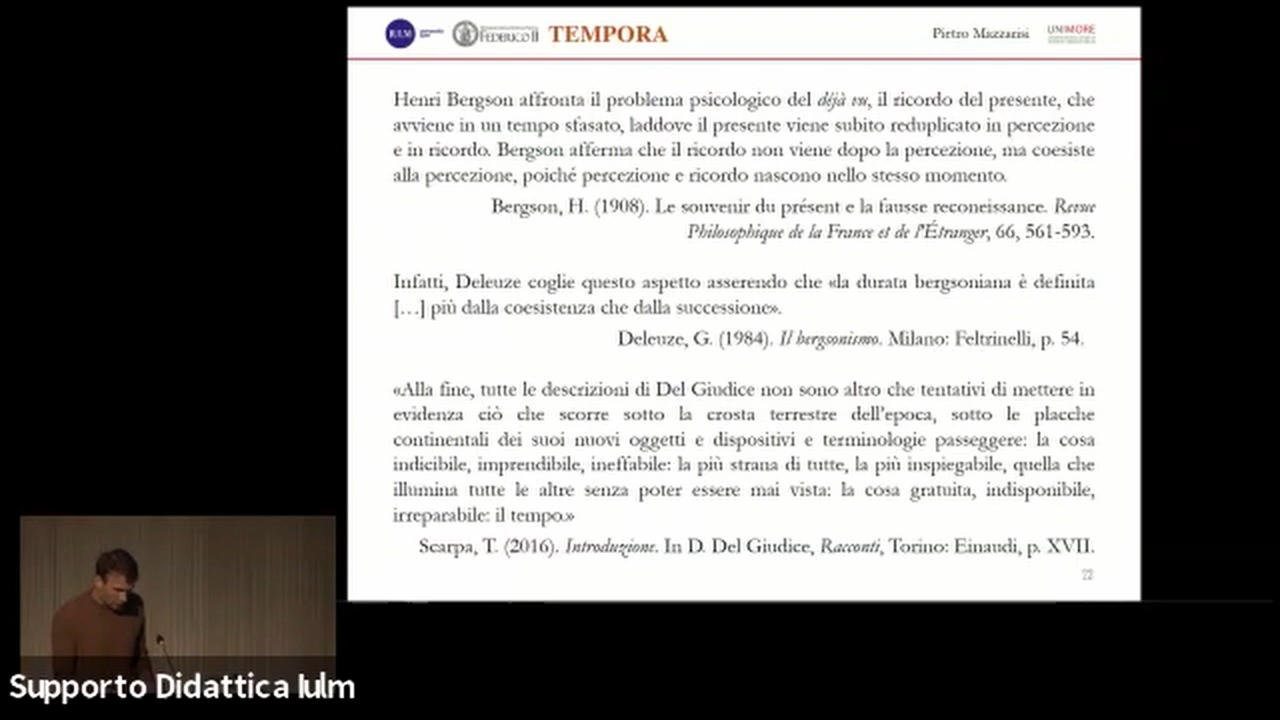 IULM FEDERICO II TEMPORA Pietro Mazzarisi UNIMORE
Henri Bergson affronta il problema psicologico del déjà vu, il ricordo del presente, che
avviene in un tempo sfasato, laddove il presente viene subito reduplicato in percezione
e in ricordo. Bergson afferma che il ricordo non viene dopo la percezione, ma coesiste
alla percezione, poiché percezione e ricordo nascono nello stesso momento.
Bergson, H. (1908). Le souvenir du présent e la fausse reconeissance. Revue
Philosophique de la France et de l'Étranger, 66, 561-593.
Infatti, Deleuze coglie questo aspetto asserendo che «la durata bergsoniana è definita
[…] più dalla coesistenza che dalla successione».
Deleuze, G. (1984). Il bergsonismo. Milano: Feltrinelli, p. 54.
«Alla fine, tutte le descrizioni di Del Giudice non sono altro che tentativi di mettere in
evidenza ciò che scorre sotto la crosta terrestre dell'epoca, sotto le placche
continentali dei suoi nuovi oggetti e dispositivi e terminologie passeggere: la cosa
indicibile, imprendibile, ineffabile: la più strana di tutte, la più inspiegabile, quella che
illumina tutte le altre senza poter essere mai vista: la cosa gratuita, indisponibile,
irreparabile: il tempo.»
Scarpa, T. (2016). Introduzione. In D. Del Giudice, Racconti, Torino: Einaudi, p. XVII.
22
Supporto Didattica Iulm